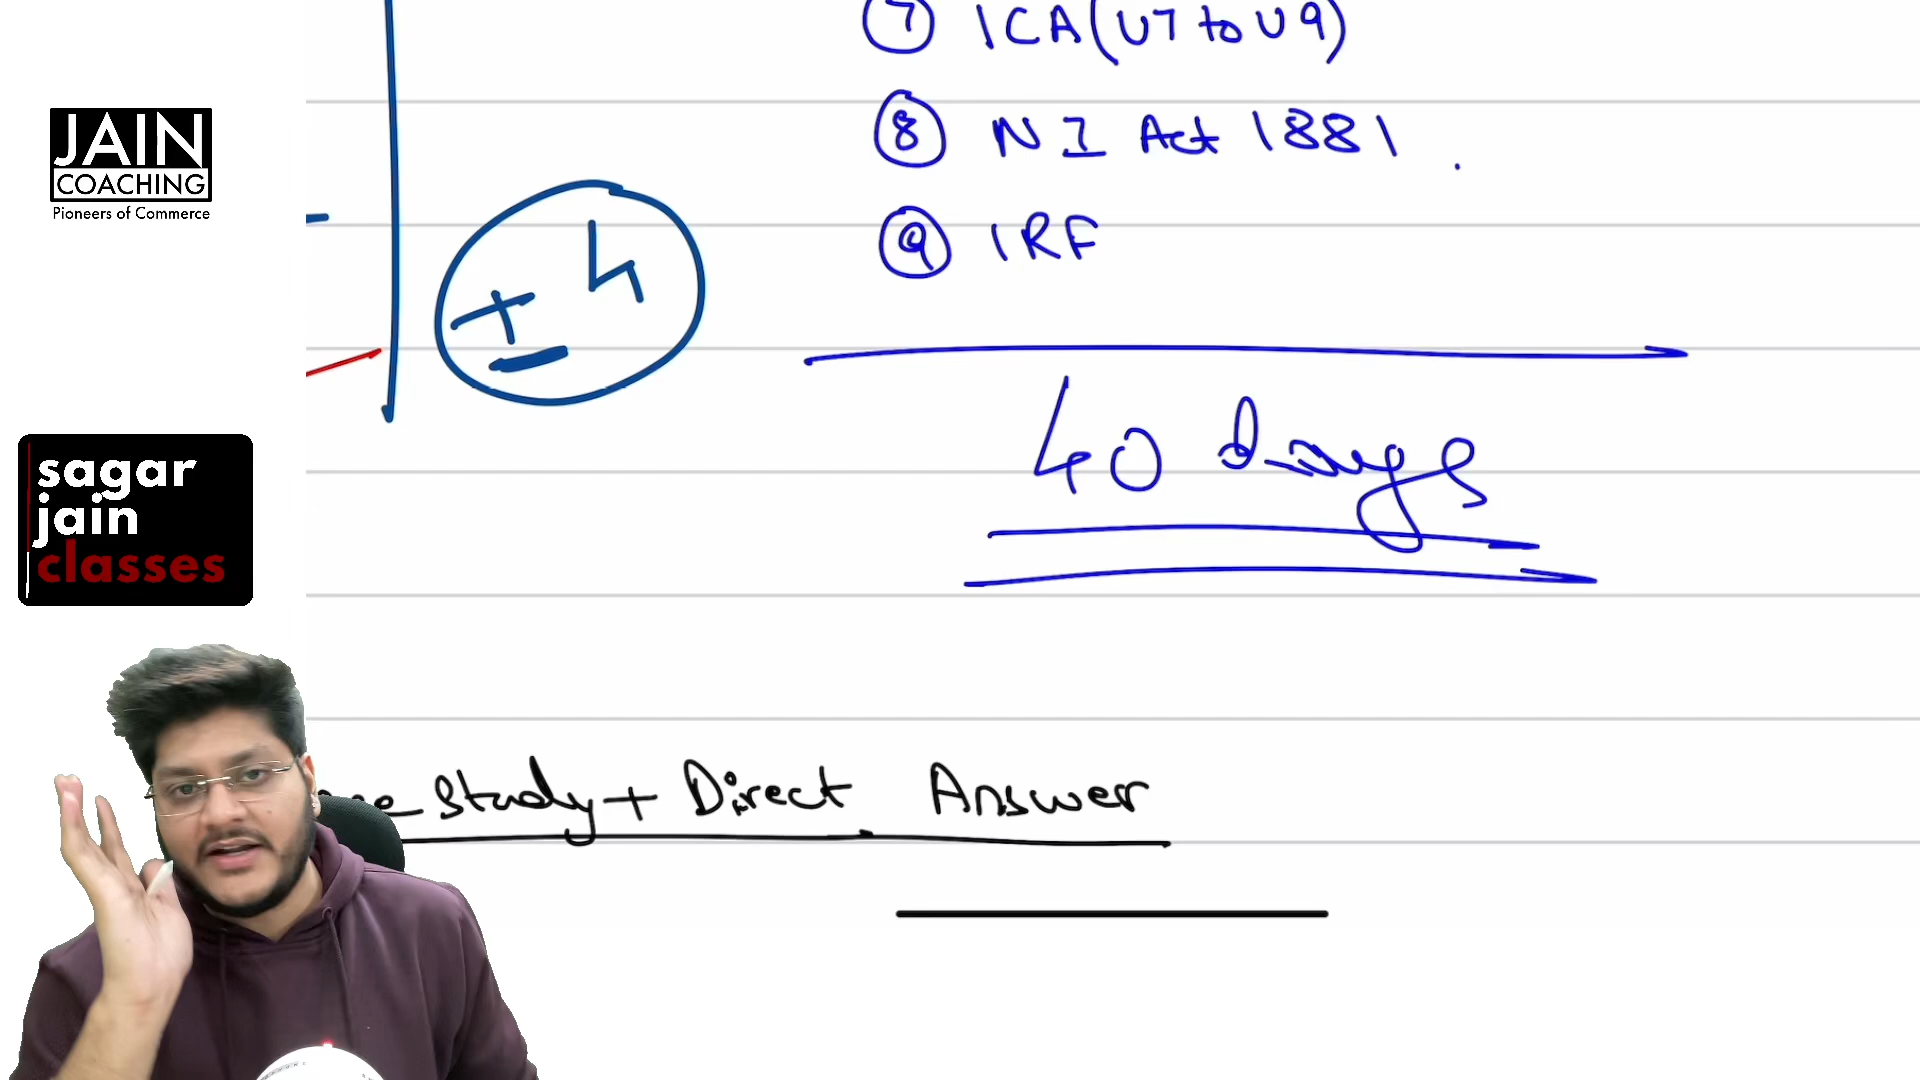 ⑦ ICA (U7 to U9)
JAIN
COACHING
Pioneers of Commerce
⑧ NI Act 1881.
⑨ IRF
± 4
40 days
sagar
jain
classes
Study + Direct Answer